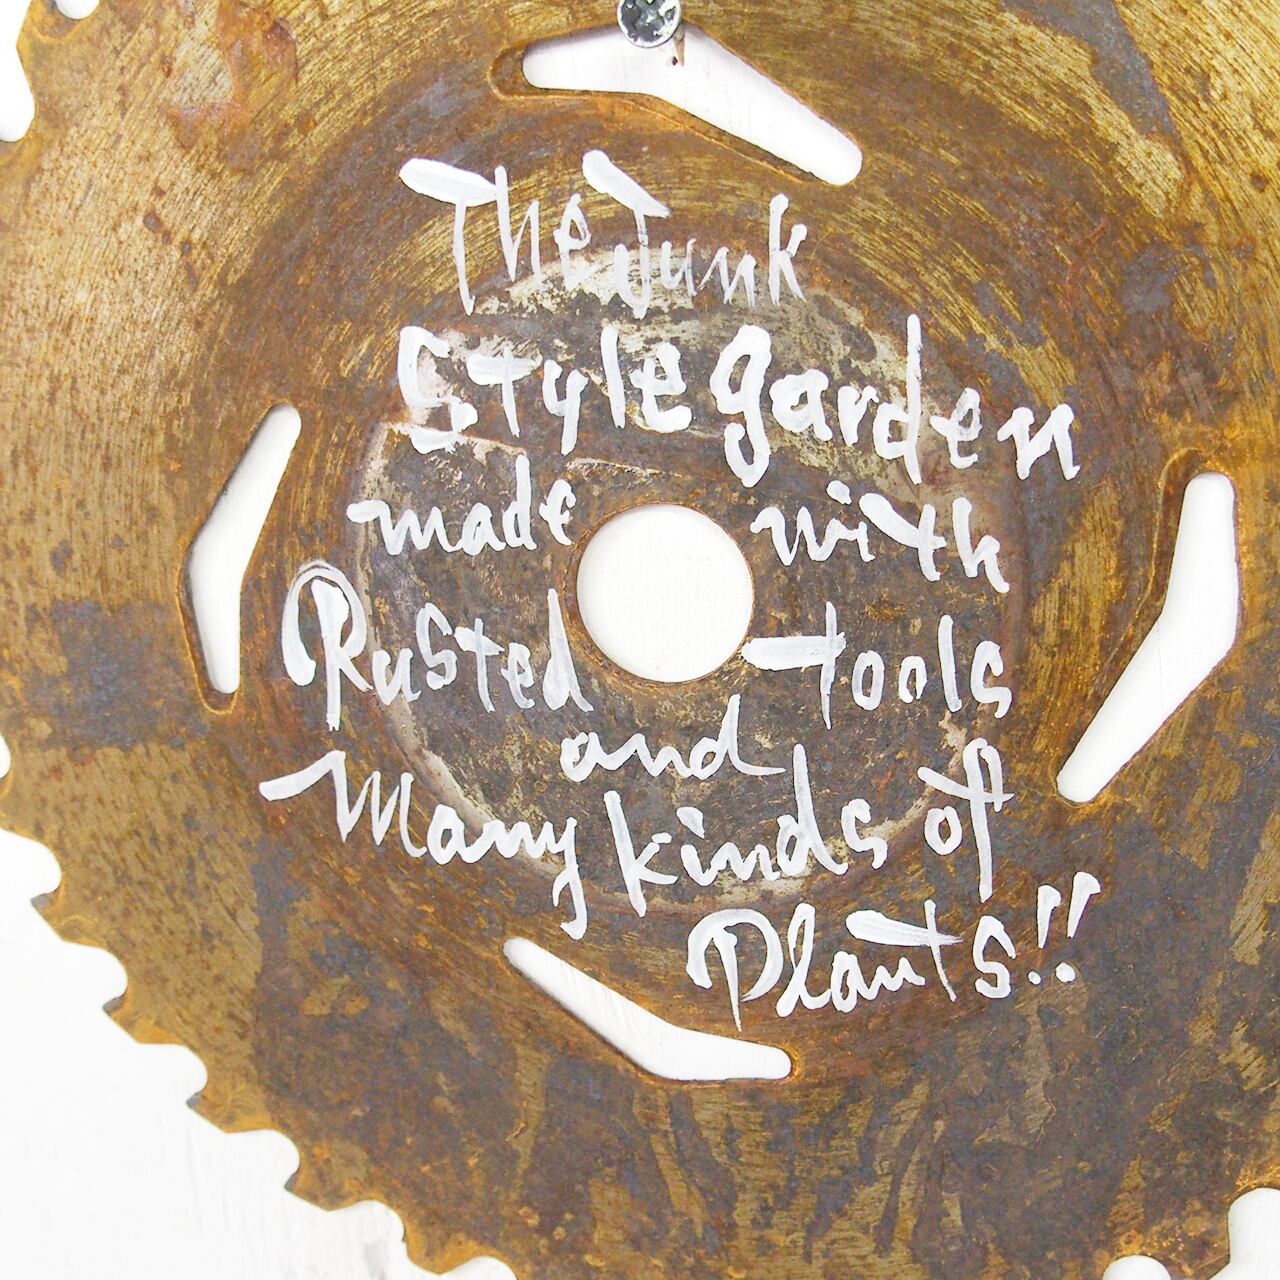 The Junk
Style garden
made with
Rusted tools
and
Many kinds of
Plants!!